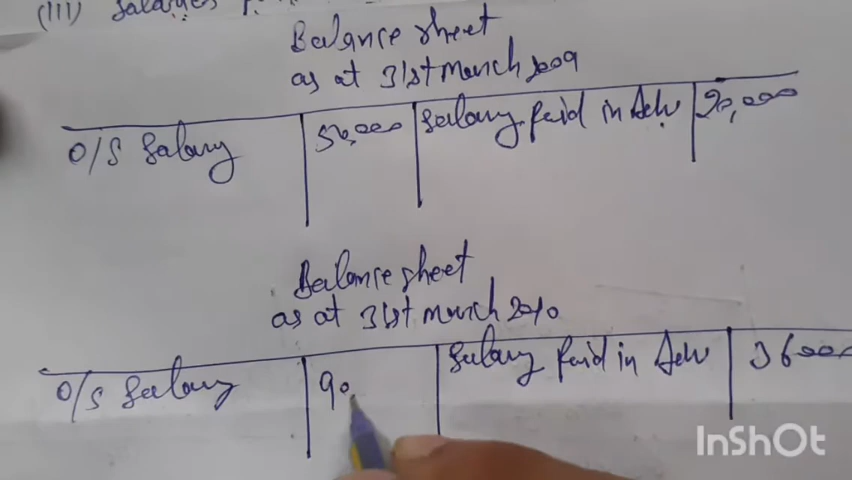 (III) Salaries
Balance sheet
as at 31st march 2009
O/S Salary 50,000 Salary Paid in Adv 20,000
Balance sheet
as at 31st march 2010
O/S Salary 90 Salary Paid in Adv 36000
InShOt